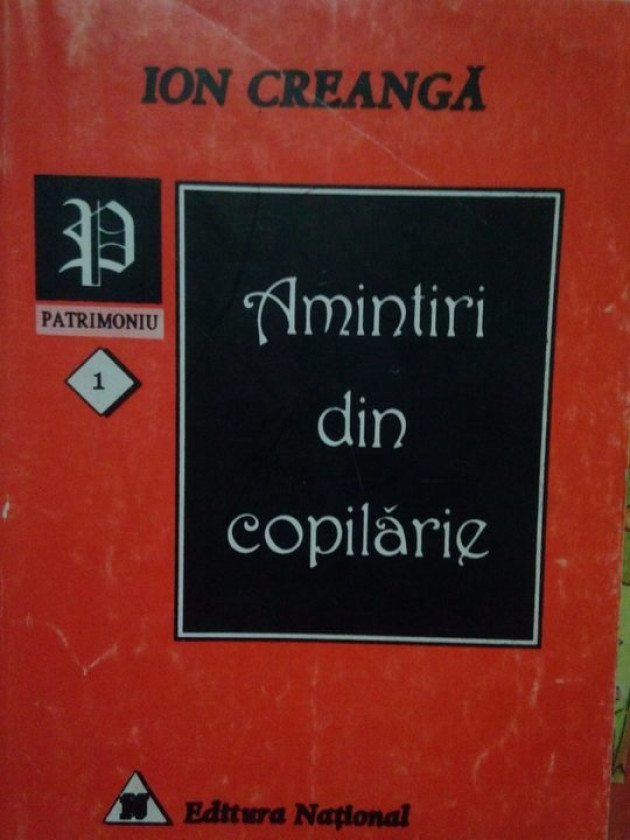 ION CREANGĂ
P
PATRIMONIU
1
Amintiri
din
copilărie
N
Editura Național